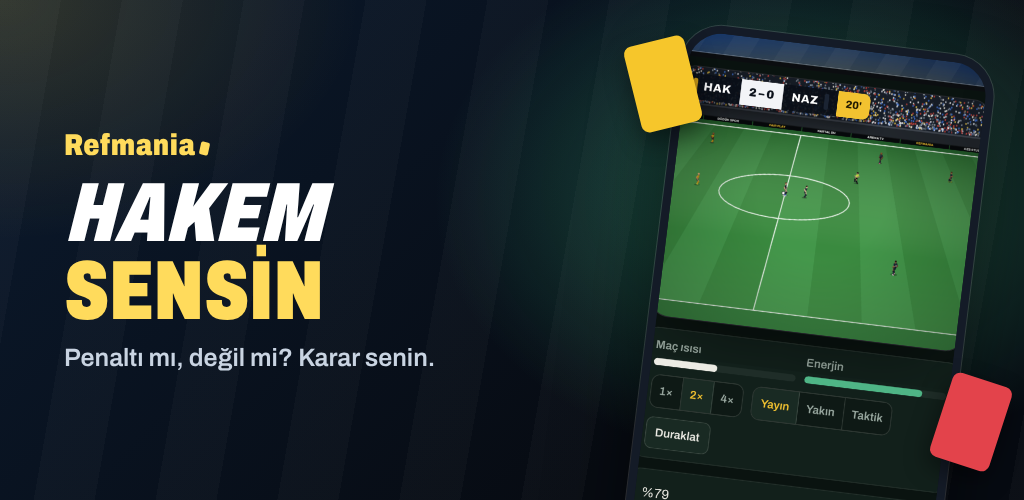 Refmania
HAKEM
SENSİN
Penaltı mı, değil mi? Karar senin.
HAK 2–0 NAZ 20'
Maç ısısı
Enerjin
1× 2× 4×
Yayın Yakın Taktik
Duraklat
%79